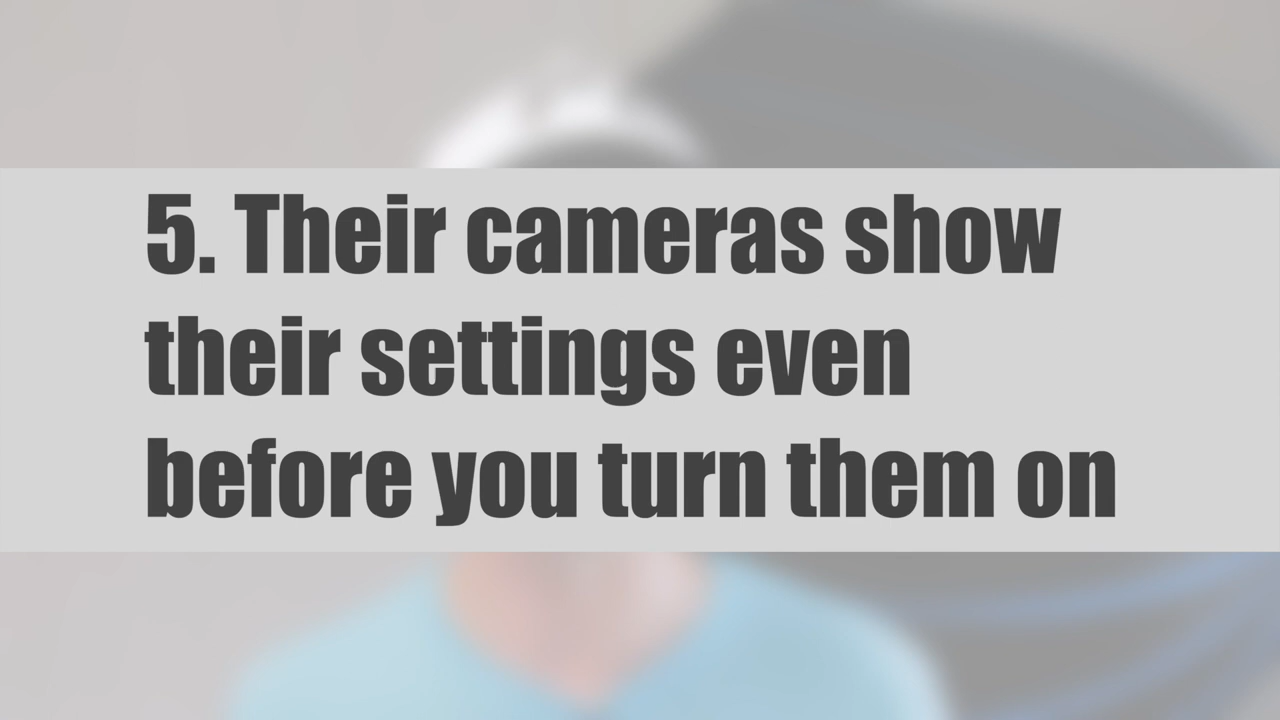 5. Their cameras show
their settings even
before you turn them on